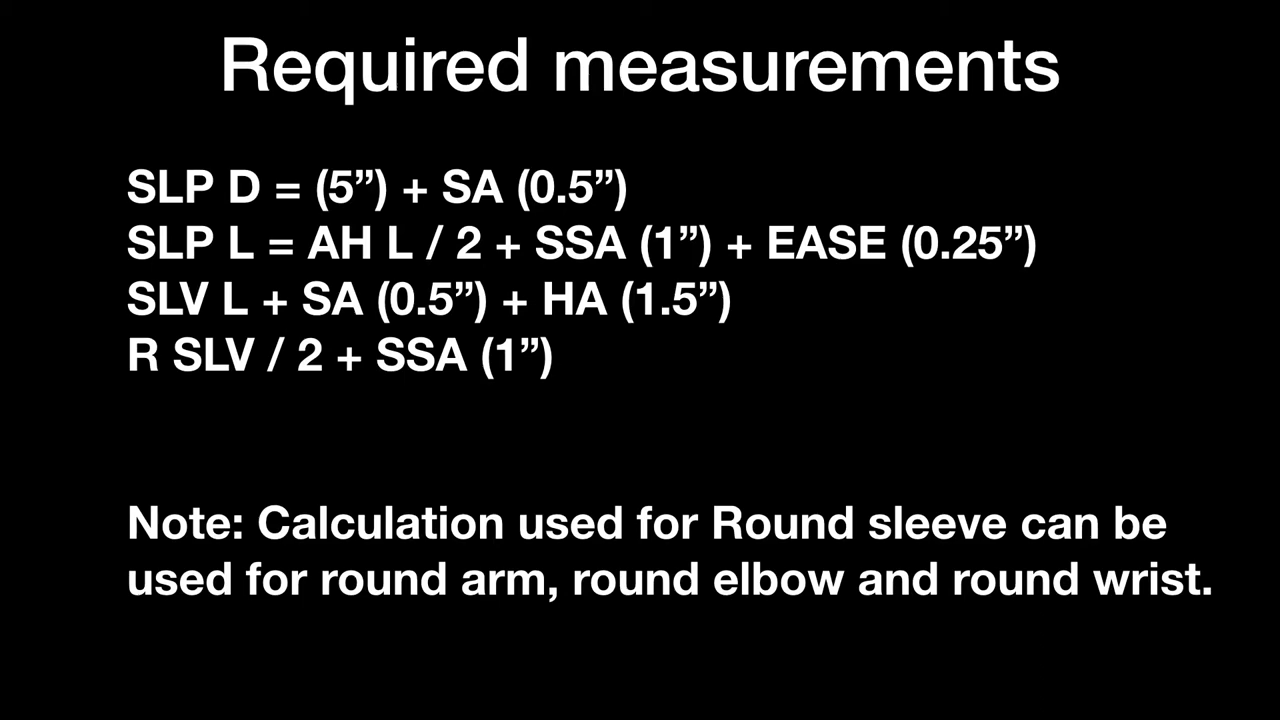 Required measurements
SLP D = (5”) + SA (0.5”)
SLP L = AH L / 2 + SSA (1”) + EASE (0.25”)
SLV L + SA (0.5”) + HA (1.5”)
R SLV / 2 + SSA (1”)
Note: Calculation used for Round sleeve can be
used for round arm, round elbow and round wrist.